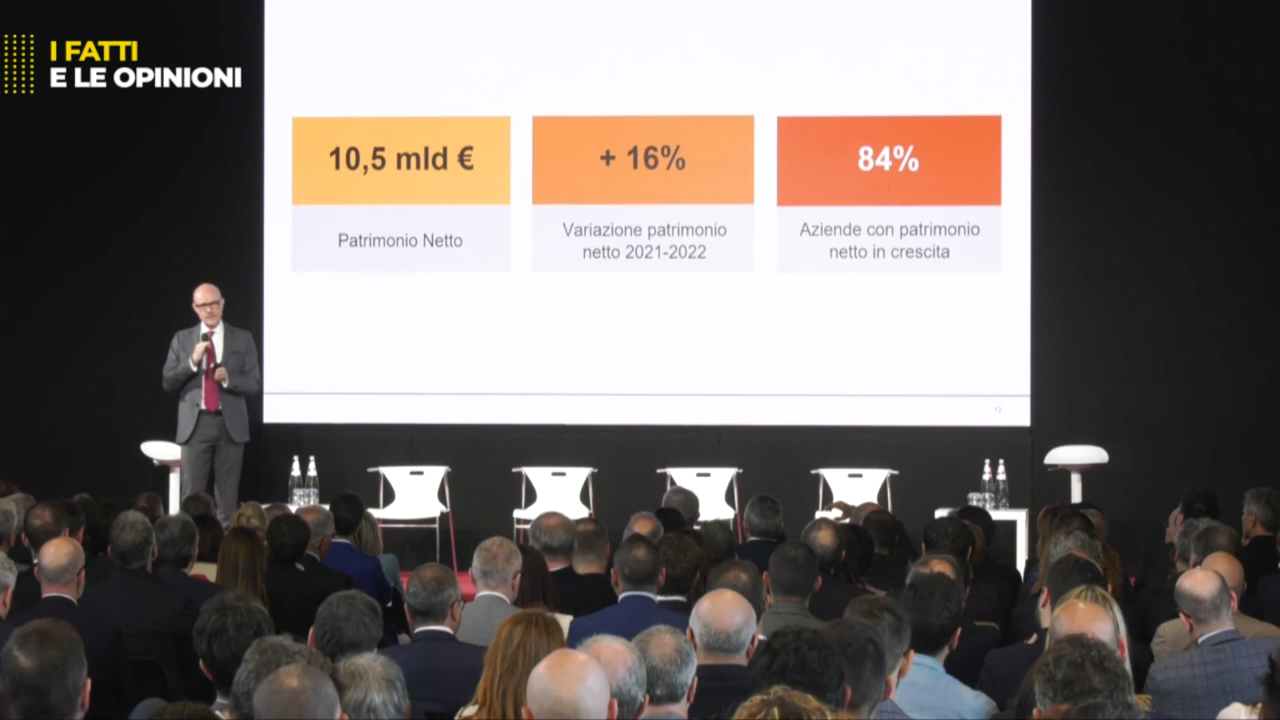 I FATTI
E LE OPINIONI
10,5 mld €
+ 16%
84%
Patrimonio Netto
Variazione patrimonio
netto 2021-2022
Aziende con patrimonio
netto in crescita
12